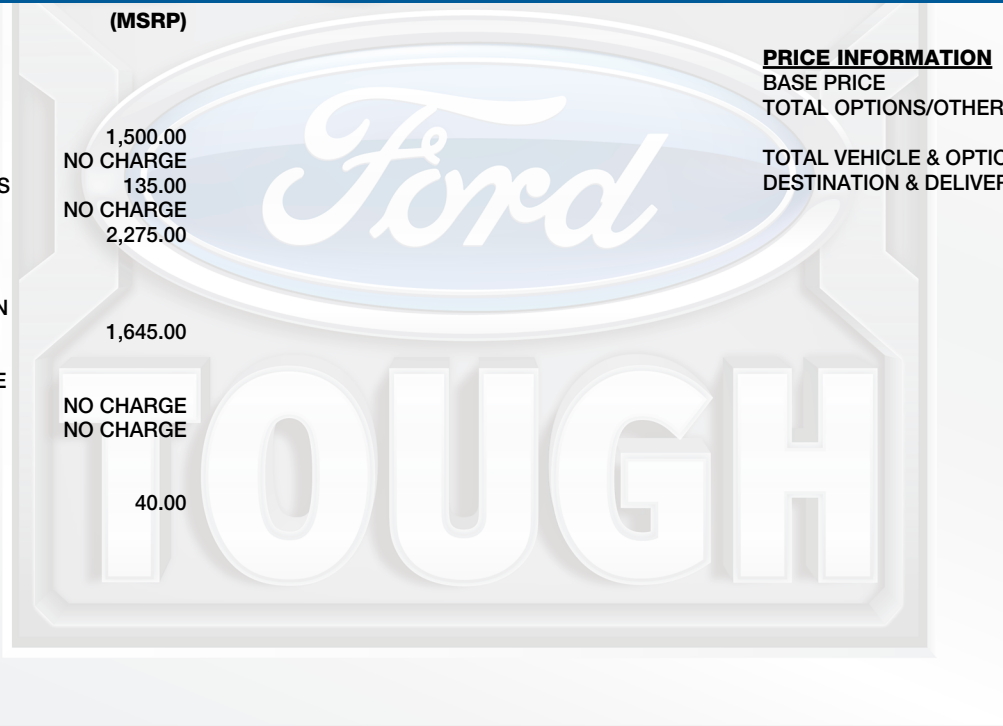 (MSRP)
1,500.00
NO CHARGE
S 135.00
NO CHARGE
2,275.00
N
1,645.00
E
NO CHARGE
NO CHARGE
40.00
PRICE INFORMATION
BASE PRICE
TOTAL OPTIONS/OTHER
TOTAL VEHICLE & OPTIO
DESTINATION & DELIVER
Ford
TOUGH